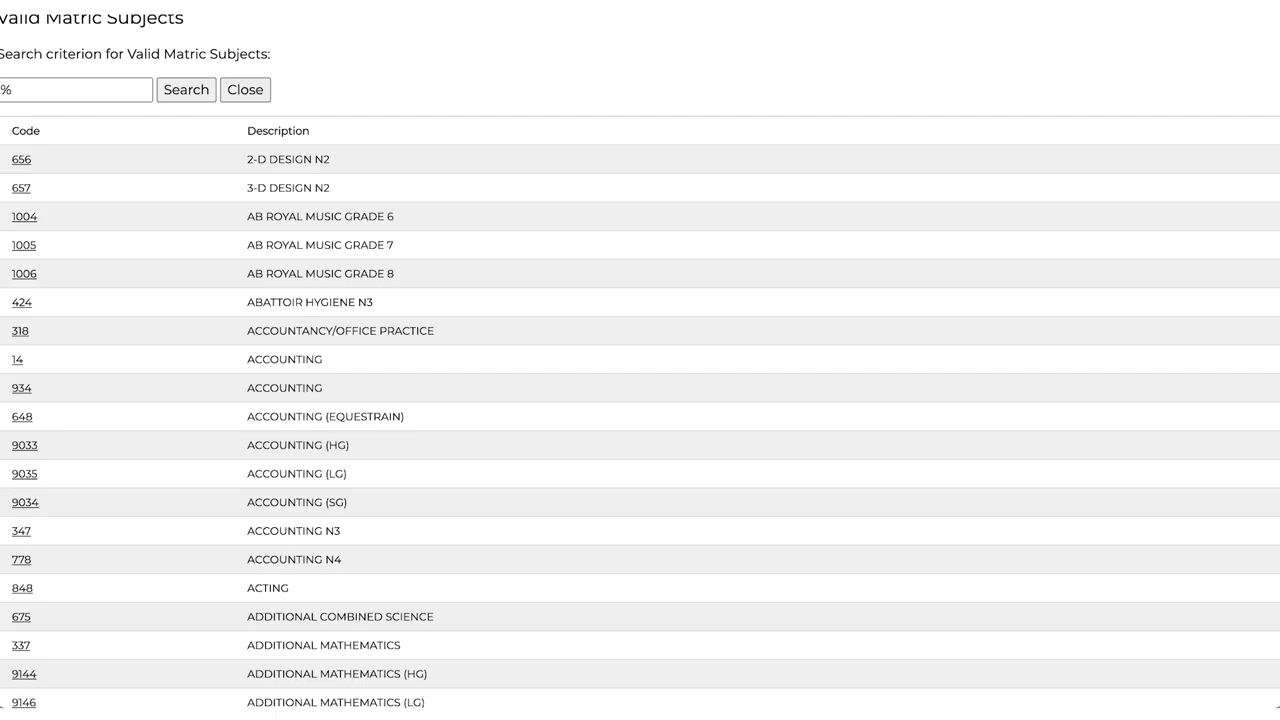 Valid Matric Subjects
Search criterion for Valid Matric Subjects:
% Search Close
Code Description
656 2-D DESIGN N2
657 3-D DESIGN N2
1004 AB ROYAL MUSIC GRADE 6
1005 AB ROYAL MUSIC GRADE 7
1006 AB ROYAL MUSIC GRADE 8
424 ABATTOIR HYGIENE N3
318 ACCOUNTANCY/OFFICE PRACTICE
14 ACCOUNTING
934 ACCOUNTING
648 ACCOUNTING (EQUESTRAIN)
9033 ACCOUNTING (HG)
9035 ACCOUNTING (LG)
9034 ACCOUNTING (SG)
347 ACCOUNTING N3
778 ACCOUNTING N4
848 ACTING
675 ADDITIONAL COMBINED SCIENCE
337 ADDITIONAL MATHEMATICS
9144 ADDITIONAL MATHEMATICS (HG)
9146 ADDITIONAL MATHEMATICS (LG)